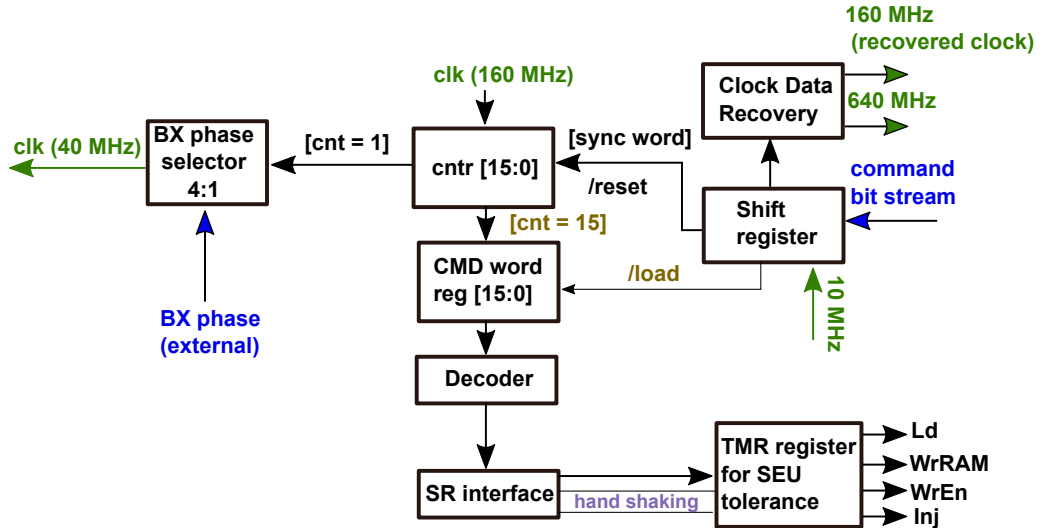 160 MHz
(recovered clock)
clk (160 MHz)
Clock Data
Recovery
640 MHz
clk (40 MHz)
BX phase
selector
4:1
[cnt = 1]
cntr [15:0]
[sync word]
/reset
command
bit stream
Shift
register
[cnt = 15]
CMD word
reg [15:0]
/load
10 MHz
BX phase
(external)
Decoder
SR interface
hand shaking
TMR register
for SEU
tolerance
Ld
WrRAM
WrEn
Inj